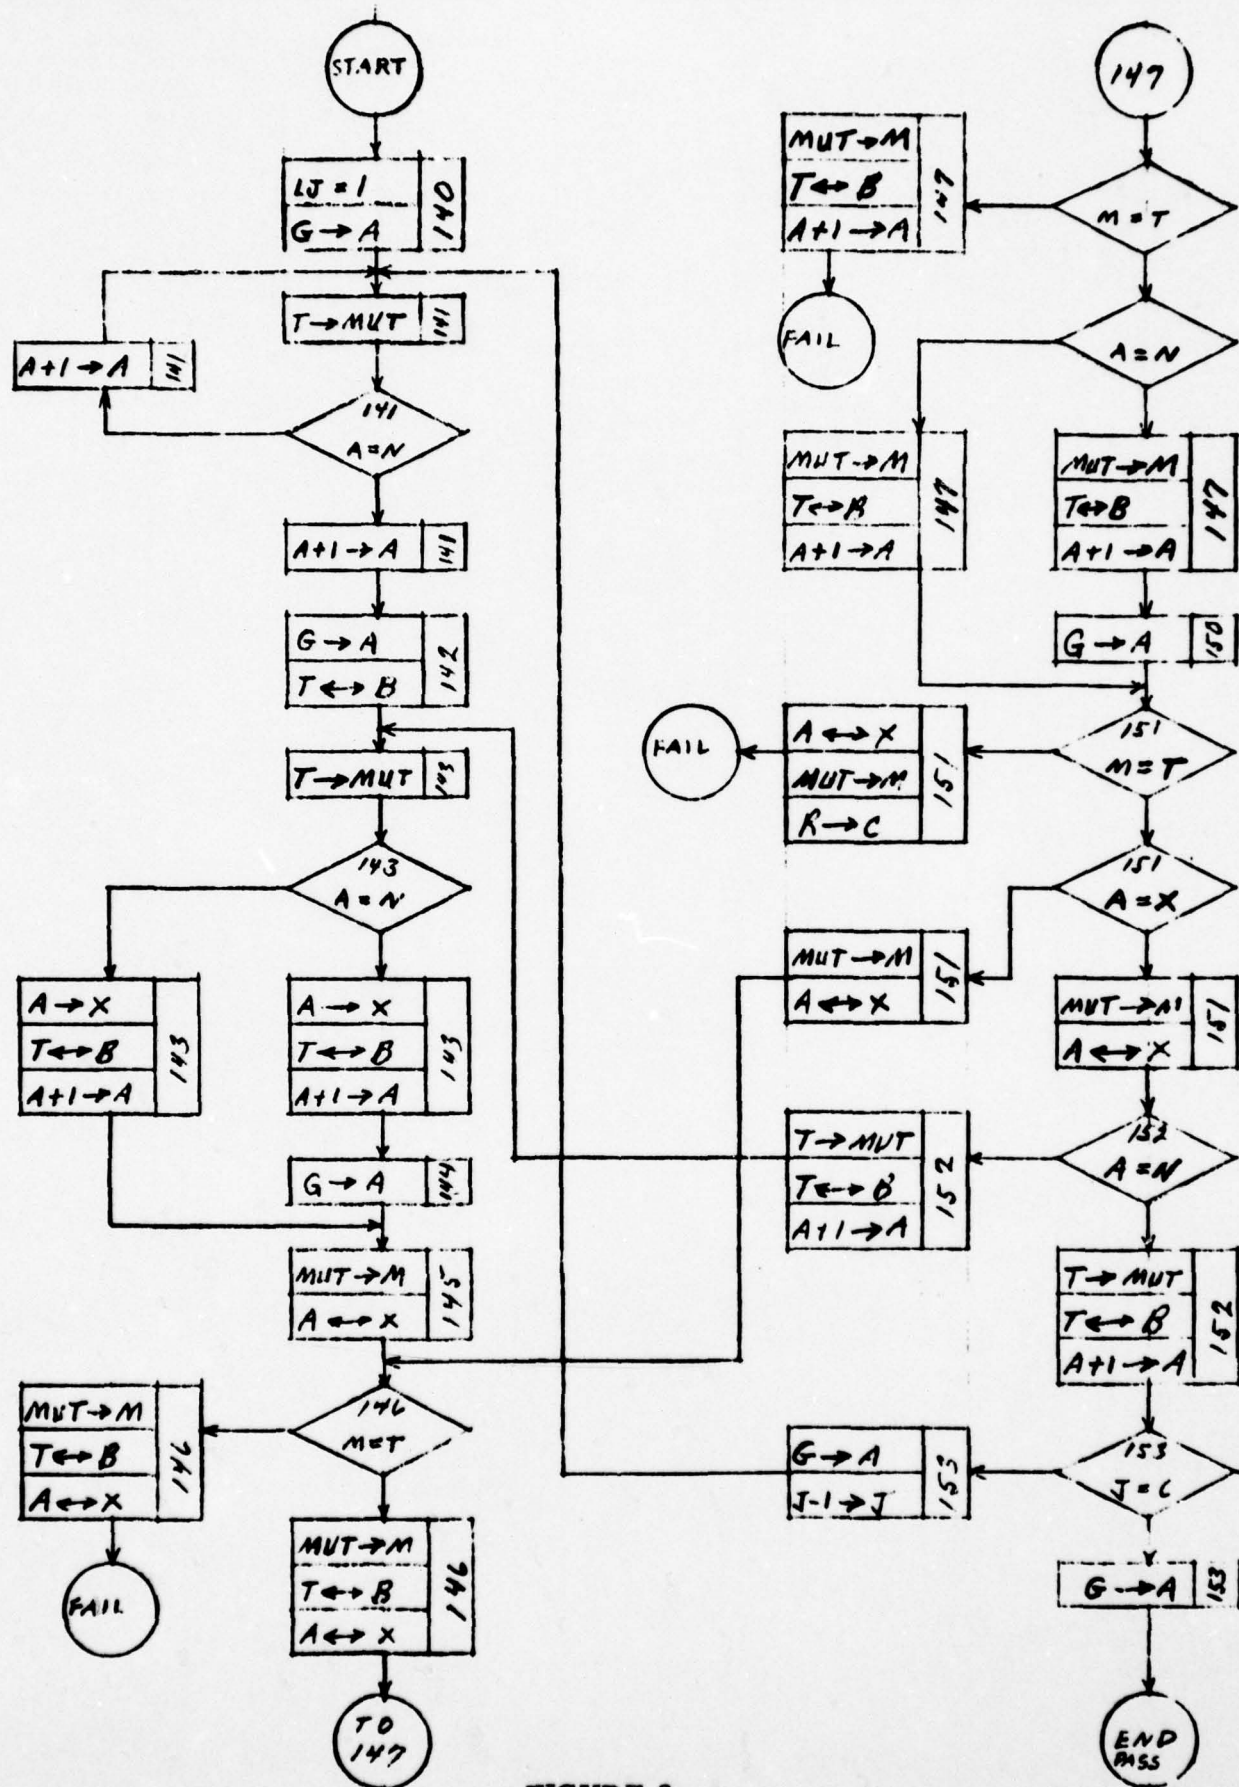 START
LJ = 1
G → A
140
T → MUT
141
A+1 → A
141
141
A = N
A+1 → A
141
G → A
T ↔ B
142
T → MUT
143
143
A = N
A → X
T ↔ B
A+1 → A
143
A → X
T ↔ B
A+1 → A
143
G → A
144
MUT → M
A ↔ X
145
146
M = T
MUT → M
T ↔ B
A ↔ X
146
FAIL
MUT → M
T ↔ B
A ↔ X
146
TO
147
147
M = T
MUT → M
T ↔ B
A+1 → A
147
FAIL
A = N
MUT → M
T ↔ B
A+1 → A
147
MUT → M
T ↔ B
A+1 → A
147
G → A
150
151
M = T
A ↔ X
MUT → M
R → C
151
FAIL
151
A = X
MUT → M
A ↔ X
151
MUT → M
A ↔ X
151
152
A = N
T → MUT
T ↔ B
A+1 → A
152
T → MUT
T ↔ B
A+1 → A
152
153
J = C
G → A
J-1 → J
153
G → A
153
END
PASS